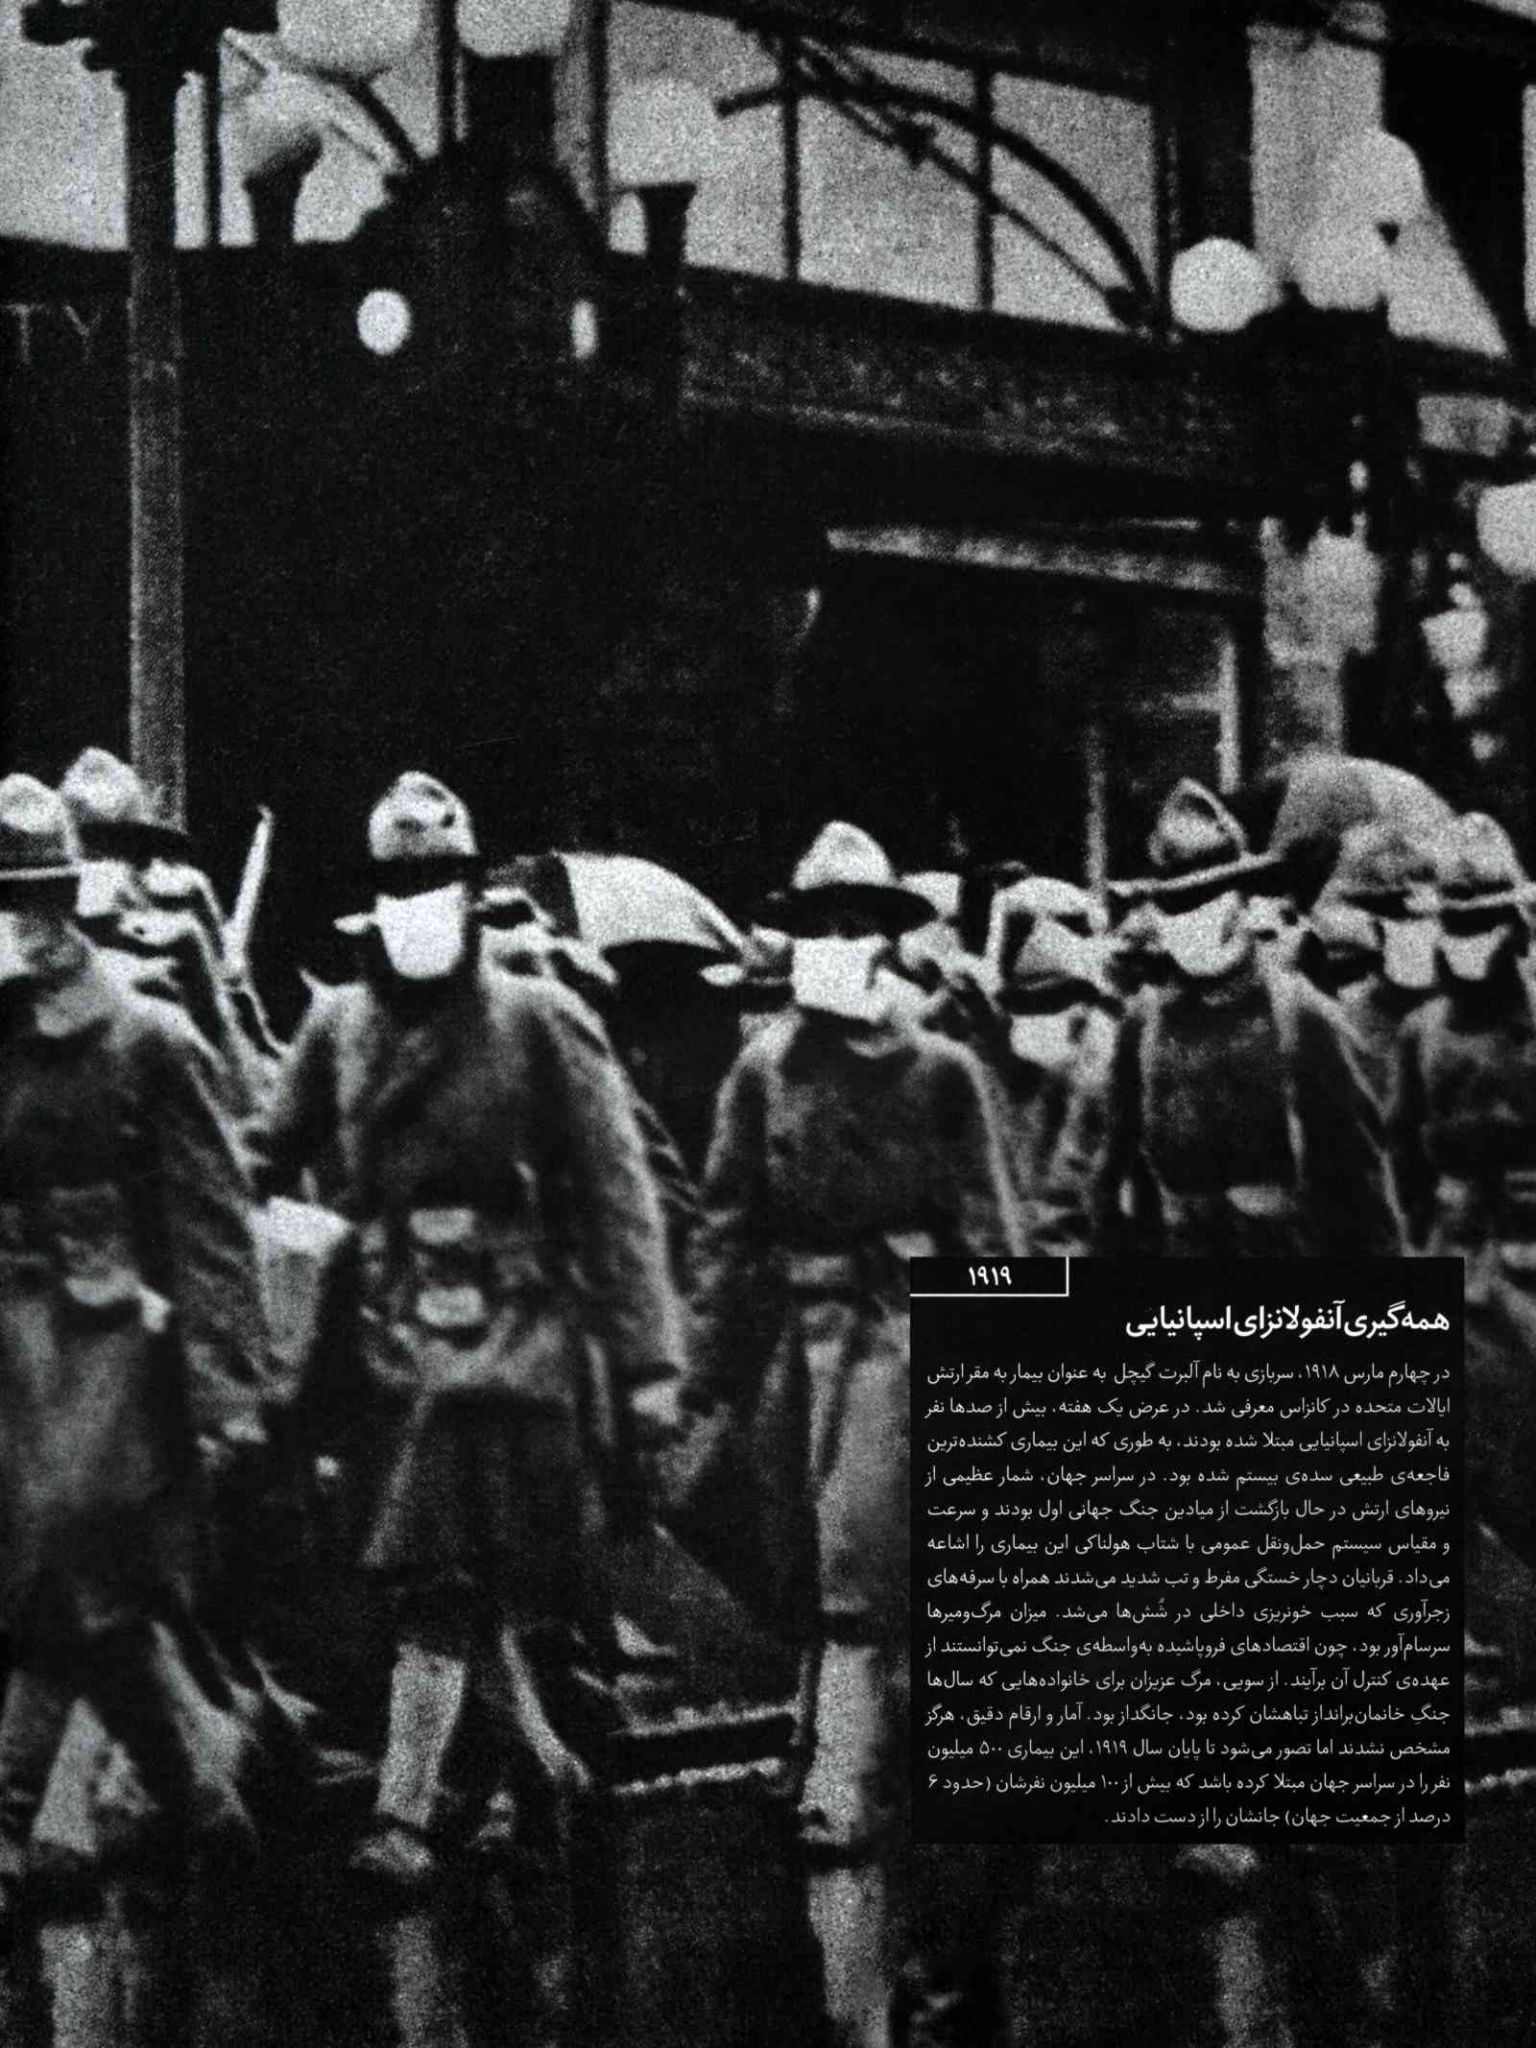 TY
۱۹۱۹
همه‌گیری آنفولانزای اسپانیایی
در چهارم مارس ۱۹۱۸، سربازی به نام آلبرت گیچل به عنوان بیمار به مقر ارتش
ایالات متحده در کانزاس معرفی شد. در عرض یک هفته، بیش از صدها نفر
به آنفولانزای اسپانیایی مبتلا شده بودند، به طوری که این بیماری کشنده‌ترین
فاجعه‌ی طبیعی سده‌ی بیستم شده بود. در سراسر جهان، شمار عظیمی از
نیروهای ارتش در حال بازگشت از میادین جنگ جهانی اول بودند و سرعت
و مقیاس سیستم حمل‌ونقل عمومی با شتاب هولناکی این بیماری را اشاعه
می‌داد. قربانیان دچار خستگی مفرط و تب شدید می‌شدند همراه با سرفه‌های
زجرآوری که سبب خونریزی داخلی در شُش‌ها می‌شد. میزان مرگ‌ومیرها
سرسام‌آور بود، چون اقتصادهای فروپاشیده به‌واسطه‌ی جنگ نمی‌توانستند از
عهده‌ی کنترل آن برآیند. از سویی، مرگ عزیزان برای خانواده‌هایی که سال‌ها
جنگِ خانمان‌برانداز تباهشان کرده بود، جانگداز بود. آمار و ارقام دقیق، هرگز
مشخص نشدند اما تصور می‌شود تا پایان سال ۱۹۱۹، این بیماری ۵۰۰ میلیون
نفر را در سراسر جهان مبتلا کرده باشد که بیش از ۱۰۰ میلیون نفرشان (حدود ۶
درصد از جمعیت جهان) جانشان را از دست دادند.